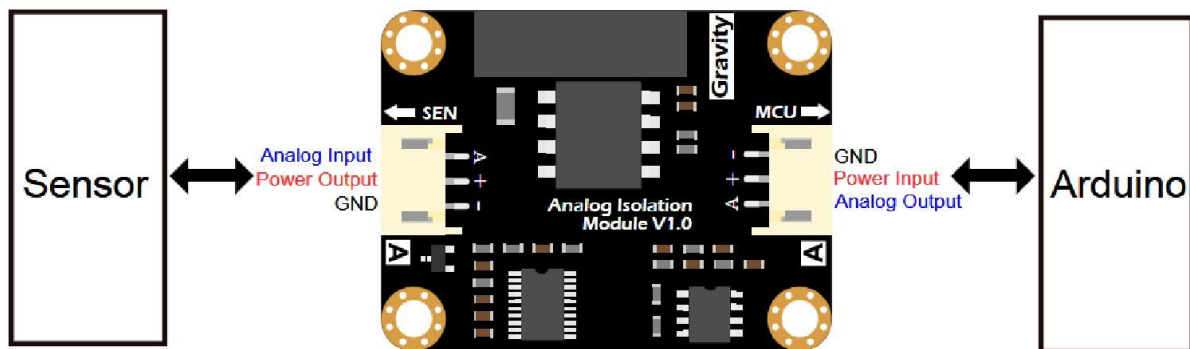 Sensor
Analog Input
Power Output
GND
SEN
A
+
-
A
Gravity
MCU
Analog Isolation
Module V1.0
-
+
A
A
GND
Power Input
Analog Output
Arduino